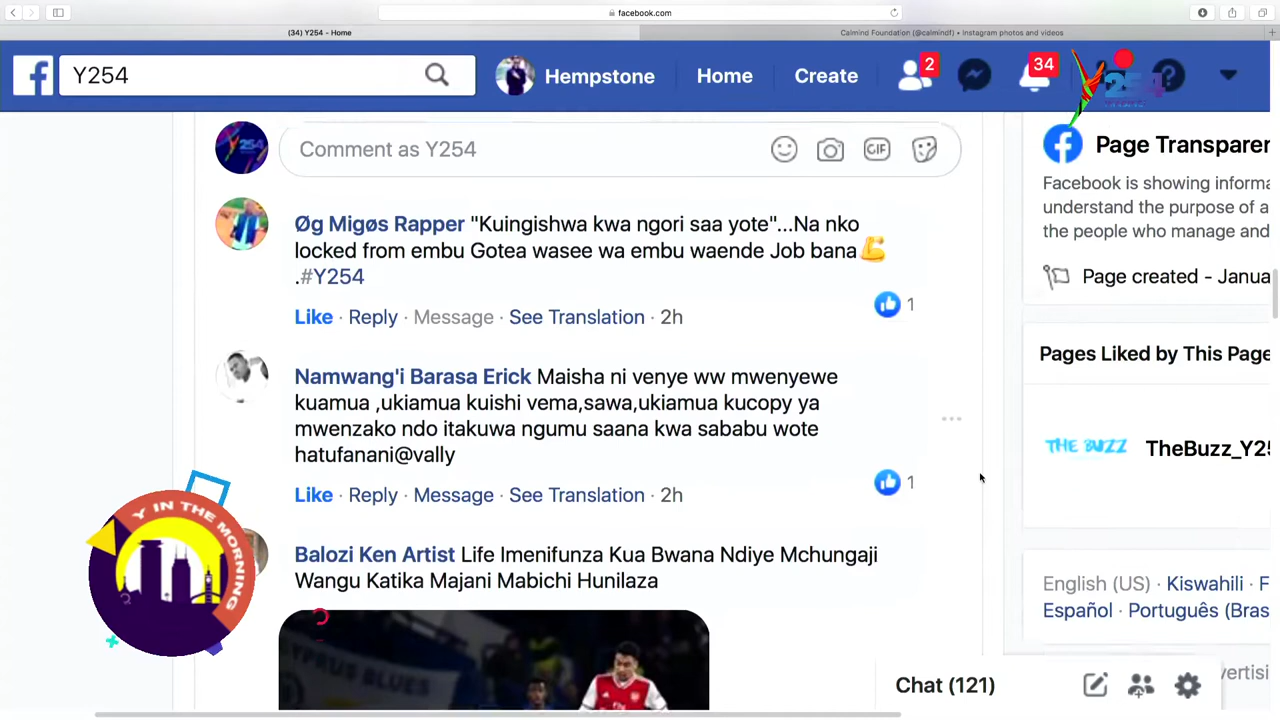 facebook.com
(34) Y254 - Home
Calmind Foundation (@calmindf) • Instagram photos and videos
Y254
Hempstone
Home
Create
2
34
Y254
Comment as Y254
GIF
Øg Migøs Rapper "Kuingishwa kwa ngori saa yote"...Na nko
locked from embu Gotea wasee wa embu waende Job bana💪
.#Y254
Like · Reply · Message · See Translation · 2h
1
Namwang'i Barasa Erick Maisha ni venye ww mwenyewe
kuamua ,ukiamua kuishi vema,sawa,ukiamua kucopy ya
mwenzako ndo itakuwa ngumu saana kwa sababu wote
hatufanani@vally
Like · Reply · Message · See Translation · 2h
1
Balozi Ken Artist Life Imenifunza Kua Bwana Ndiye Mchungaji
Wangu Katika Majani Mabichi Hunilaza
YPRUS BLUES
Y IN THE MORNING
Page Transparen
Facebook is showing informa
understand the purpose of a
the people who manage and
Page created - Janua
Pages Liked by This Page
THE BUZZ
TheBuzz_Y25
English (US) · Kiswahili · F
Español · Português (Bras
vertisi
Chat (121)